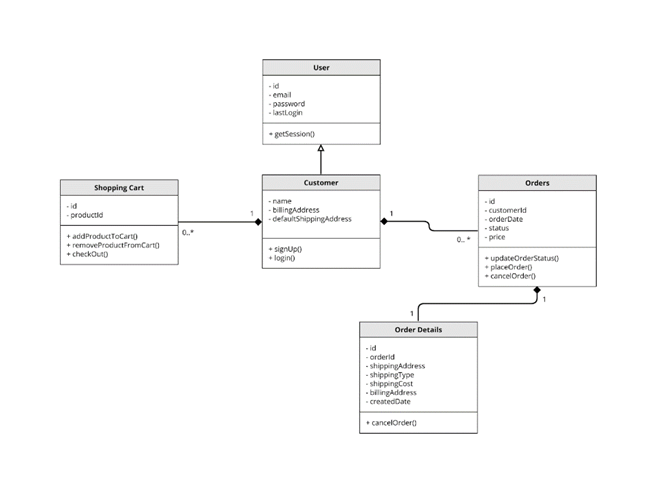 User
- id
- email
- password
- lastLogin
+ getSession()
Shopping Cart
- id
- productId
+ addProductToCart()
+ removeProductFromCart()
+ checkOut()
1
0..*
Customer
- name
- billingAddress
- defaultShippingAddress
+ signUp()
+ login()
1
0.. *
Orders
- id
- customerId
- orderDate
- status
- price
+ updateOrderStatus()
+ placeOrder()
+ cancelOrder()
1
1
Order Details
- id
- orderId
- shippingAddress
- shippingType
- shippingCost
- billingAddress
- createdDate
+ cancelOrder()